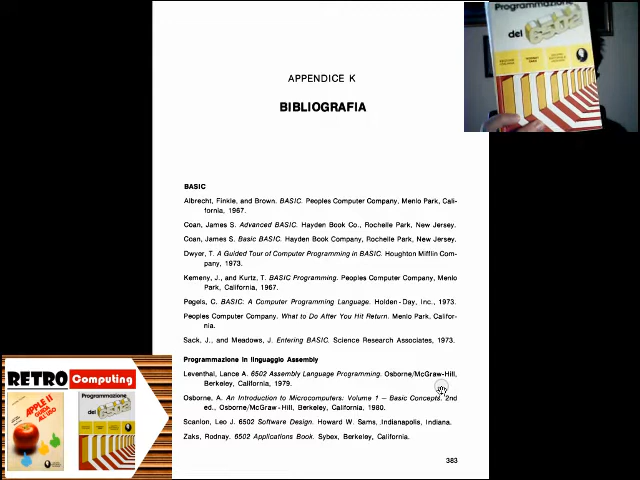 APPENDICE K
BIBLIOGRAFIA
BASIC
Albrecht, Finkle, and Brown. BASIC. Peoples Computer Company, Menlo Park, Cali-
fornia, 1967.
Coan, James S. Advanced BASIC. Hayden Book Co., Rochelle Park, New Jersey.
Coan, James S. Basic BASIC. Hayden Book Company, Rochelle Park, New Jersey.
Dwyer, T. A Guided Tour of Computer Programming in BASIC. Houghton Mifflin Com-
pany, 1973.
Kemeny, J., and Kurtz, T. BASIC Programming. Peoples Computer Company, Menlo
Park, California, 1967.
Pegels, C. BASIC: A Computer Programming Language. Holden-Day, Inc., 1973.
Peoples Computer Company. What to Do After You Hit Return. Menlo Park, Califor-
nia.
Sack, J., and Meadows, J. Entering BASIC. Science Research Associates, 1973.
Programmazione in linguaggio Assembly
Leventhal, Lance A. 6502 Assembly Language Programming. Osborne/McGraw-Hill,
Berkeley, California, 1979.
Osborne, A. An Introduction to Microcomputers: Volume 1 — Basic Concepts. 2nd
ed., Osborne/McGraw-Hill, Berkeley, California, 1980.
Scanlon, Leo J. 6502 Software Design. Howard W. Sams, Indianapolis, Indiana.
Zaks, Rodnay. 6502 Applications Book. Sybex, Berkeley, California.
383
Programmazione
del 6502
RETRO Computing
APPLE II
GUIDA
ALL'USO
Programmazione
del 6502